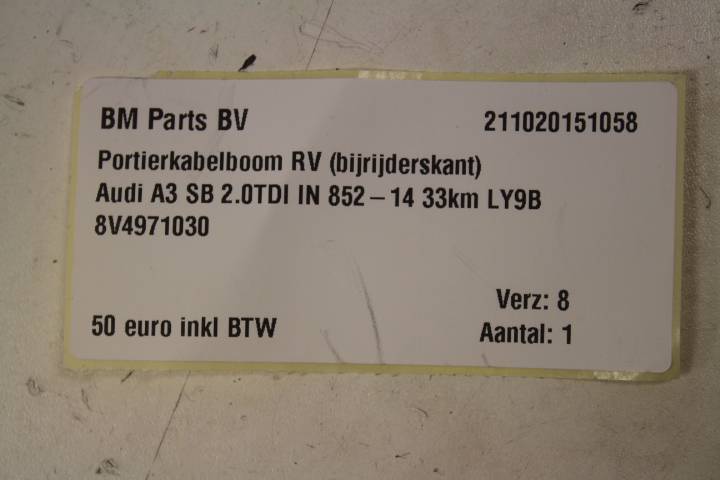 BM Parts BV 211020151058
Portierkabelboom RV (bijrijderskant)
Audi A3 SB 2.0TDI IN 852 – 14 33km LY9B
8V4971030
Verz: 8
50 euro inkl BTW Aantal: 1